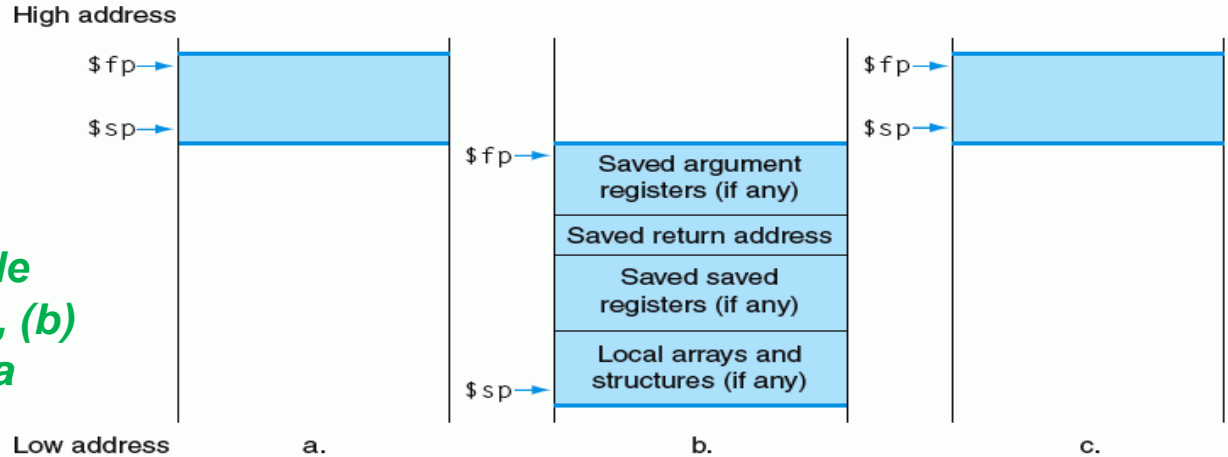 High address
$fp
$sp
$fp
Saved argument
registers (if any)
Saved return address
Saved saved
registers (if any)
Local arrays and
structures (if any)
$sp
$fp
$sp
, (b)
a
Low address
a.
b.
c.